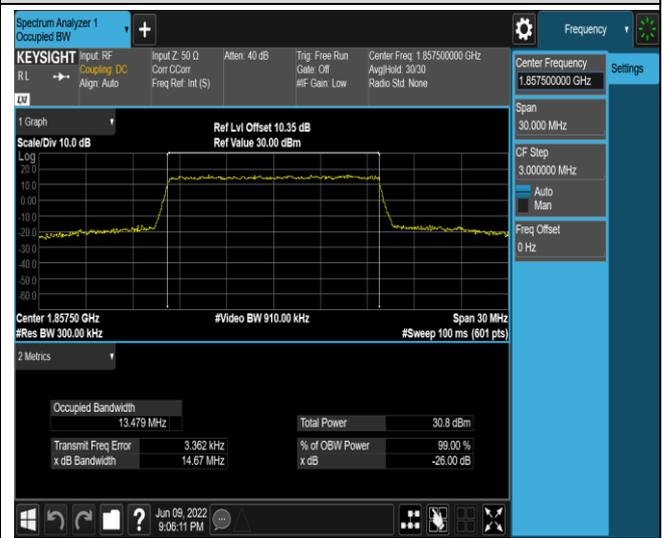 Spectrum Analyzer 1
Occupied BW
Frequency
KEYSIGHT
R L
Input: RF
Coupling: DC
Align: Auto
Input Z: 50 Ω
Corr CCorr
Freq Ref: Int (S)
Atten: 40 dB
Trig: Free Run
Gate: Off
#IF Gain: Low
Center Freq: 1.857500000 GHz
Avg|Hold: 30/30
Radio Std: None
Center Frequency
1.857500000 GHz
Settings
Span
30.000 MHz
CF Step
3.000000 MHz
Auto
Man
Freq Offset
0 Hz
1 Graph
Scale/Div 10.0 dB
Ref Lvl Offset 10.35 dB
Ref Value 30.00 dBm
Log
20.0
10.0
0.00
-10.0
-20.0
-30.0
-40.0
-50.0
-60.0
Center 1.85750 GHz
#Video BW 910.00 kHz
Span 30 MHz
#Res BW 300.00 kHz
#Sweep 100 ms (601 pts)
2 Metrics
Occupied Bandwidth
13.479 MHz
Total Power 30.8 dBm
Transmit Freq Error 3.362 kHz
% of OBW Power 99.00 %
x dB Bandwidth 14.67 MHz
x dB -26.00 dB
?
Jun 09, 2022
9:06:11 PM